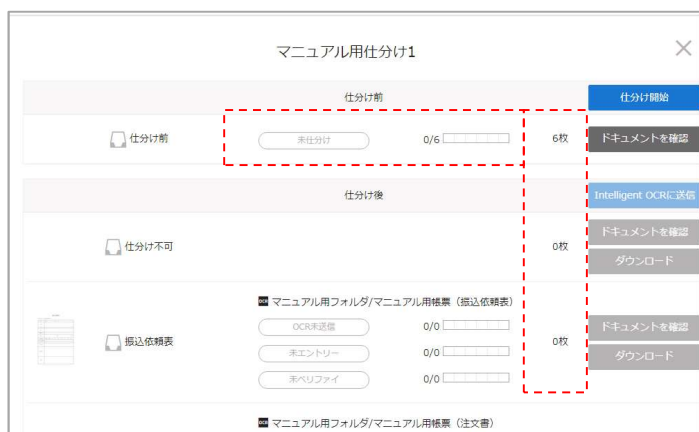 マニュアル用仕分け1
仕分け前
仕分け開始
仕分け前
未仕分け
0/6
6枚
ドキュメントを確認
仕分け後
Intelligent OCRに送信
仕分け不可
0枚
ドキュメントを確認
ダウンロード
OCR マニュアル用フォルダ/マニュアル用帳票（振込依頼表）
振込依頼表
OCR未送信
0/0
未エントリー
0/0
未ベリファイ
0/0
0枚
ドキュメントを確認
ダウンロード
OCR マニュアル用フォルダ/マニュアル用帳票（注文書）